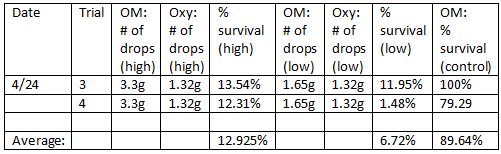 Date Trial OM: # of drops (high) Oxy: # of drops (high) % survival (high) OM: # of drops (low) Oxy: # of drops (low) % survival (low) OM: % survival (control)
4/24 3 3.3g 1.32g 13.54% 1.65g 1.32g 11.95% 100%
4 3.3g 1.32g 12.31% 1.65g 1.32g 1.48% 79.29
Average: 12.925% 6.72% 89.64%